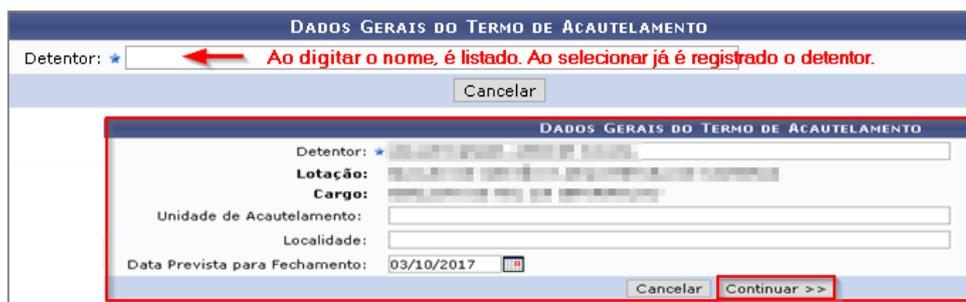 DADOS GERAIS DO TERMO DE ACAUTELAMENTO
Detentor: ★ Ao digitar o nome, é listado. Ao selecionar já é registrado o detentor.
Cancelar
DADOS GERAIS DO TERMO DE ACAUTELAMENTO
Detentor: ★
Lotação:
Cargo:
Unidade de Acautelamento:
Localidade:
Data Prevista para Fechamento: 03/10/2017
Cancelar Continuar >>